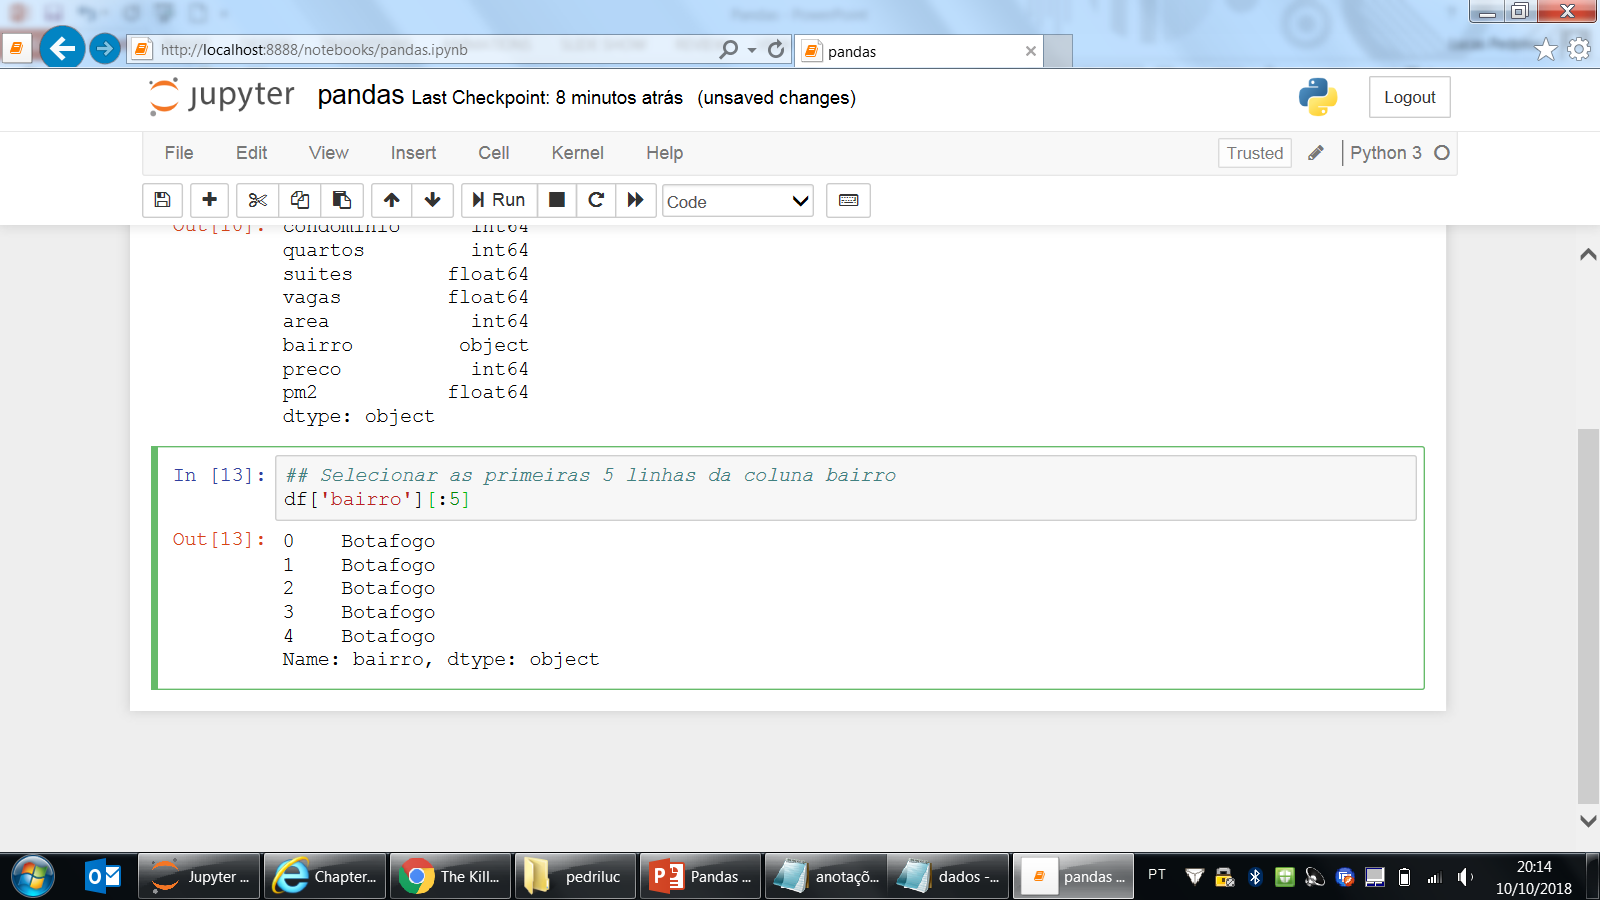 http://localhost:8888/notebooks/pandas.ipynb
pandas
jupyter pandas Last Checkpoint: 8 minutos atrás (unsaved changes)
Logout
File Edit View Insert Cell Kernel Help
Trusted Python 3
Run Code
Out[10]: condominio int64
quartos int64
suites float64
vagas float64
area int64
bairro object
preco int64
pm2 float64
dtype: object
In [13]: ## Selecionar as primeiras 5 linhas da coluna bairro
df['bairro'][:5]
Out[13]: 0 Botafogo
1 Botafogo
2 Botafogo
3 Botafogo
4 Botafogo
Name: bairro, dtype: object
Jupyter ... Chapter... The Kill... pedriluc Pandas ... anotaçõ... dados -... pandas ... PT
20:14
10/10/2018